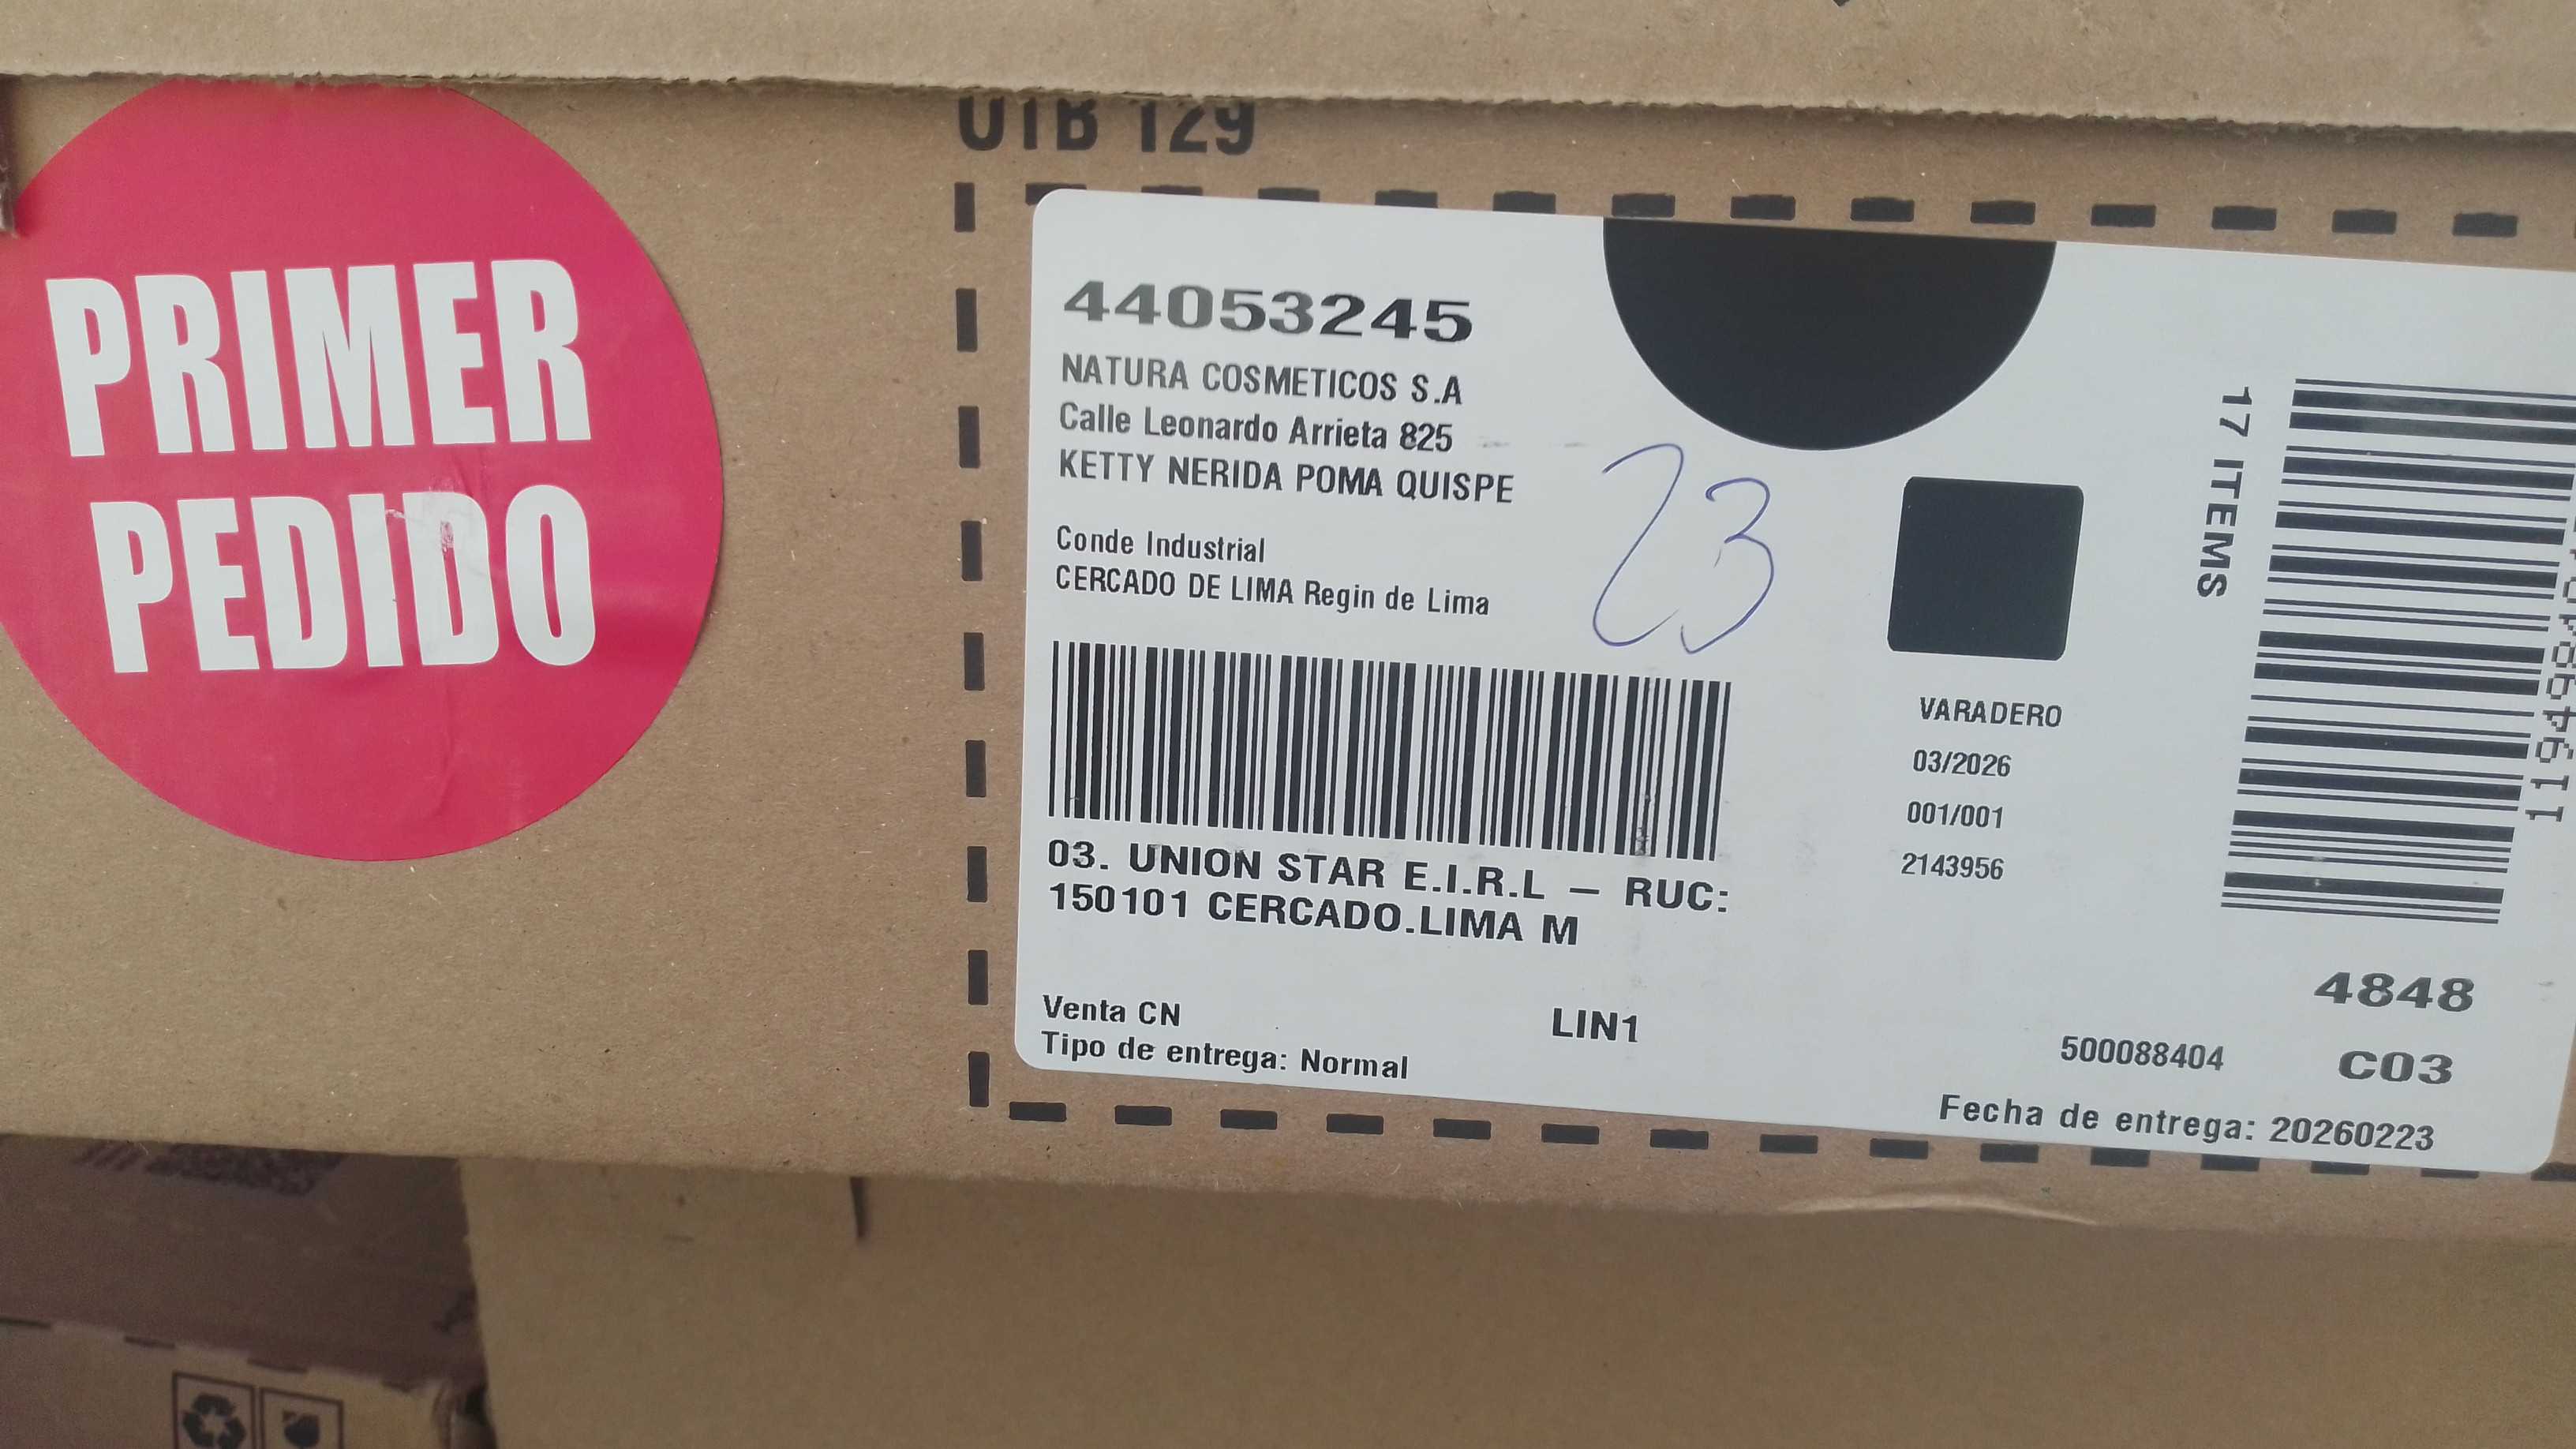 PRIMER
PEDIDO
UTB 129
44053245
NATURA COSMETICOS S.A
Calle Leonardo Arrieta 825
KETTY NERIDA POMA QUISPE
Conde Industrial
CERCADO DE LIMA Regin de Lima
23
03. UNION STAR E.I.R.L – RUC:
150101 CERCADO.LIMA M
Venta CN
Tipo de entrega: Normal
LIN1
VARADERO
03/2026
001/001
2143956
17 ITEMS
4848
500088404
C03
Fecha de entrega: 20260223